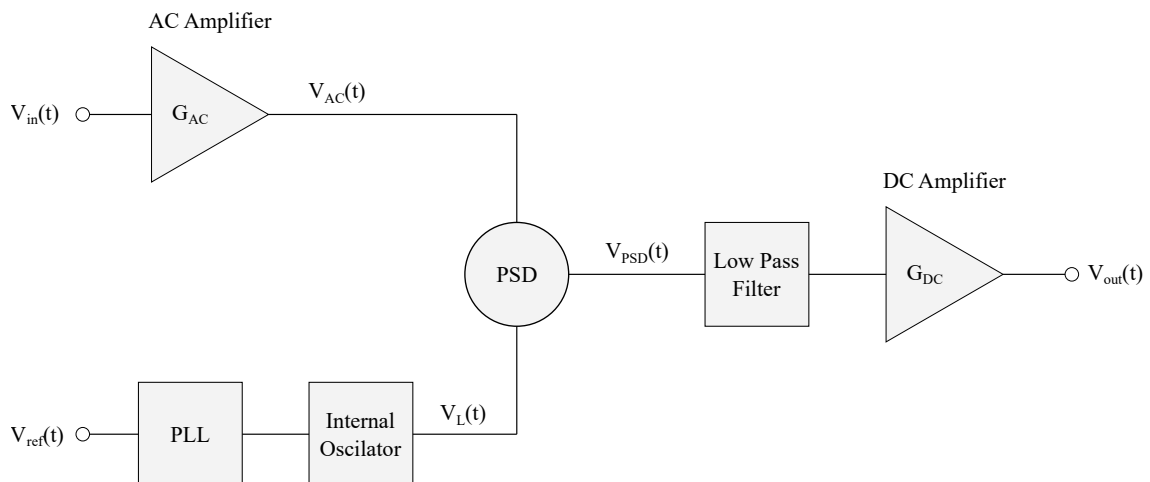 AC Amplifier
V_in(t)
G_AC
V_AC(t)
DC Amplifier
PSD
V_PSD(t)
Low Pass
Filter
G_DC
V_out(t)
V_ref(t)
PLL
Internal
Oscilator
V_L(t)